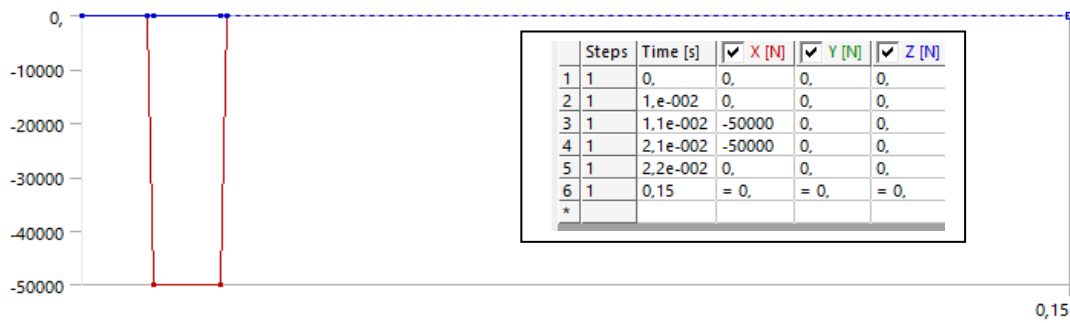 0,
-10000
-20000
-30000
-40000
-50000
0,15
Steps Time [s] X [N] Y [N] Z [N]
1 1 0, 0, 0, 0,
2 1 1,e-002 0, 0, 0,
3 1 1,1e-002 -50000 0, 0,
4 1 2,1e-002 -50000 0, 0,
5 1 2,2e-002 0, 0, 0,
6 1 0,15 = 0, = 0, = 0,
*